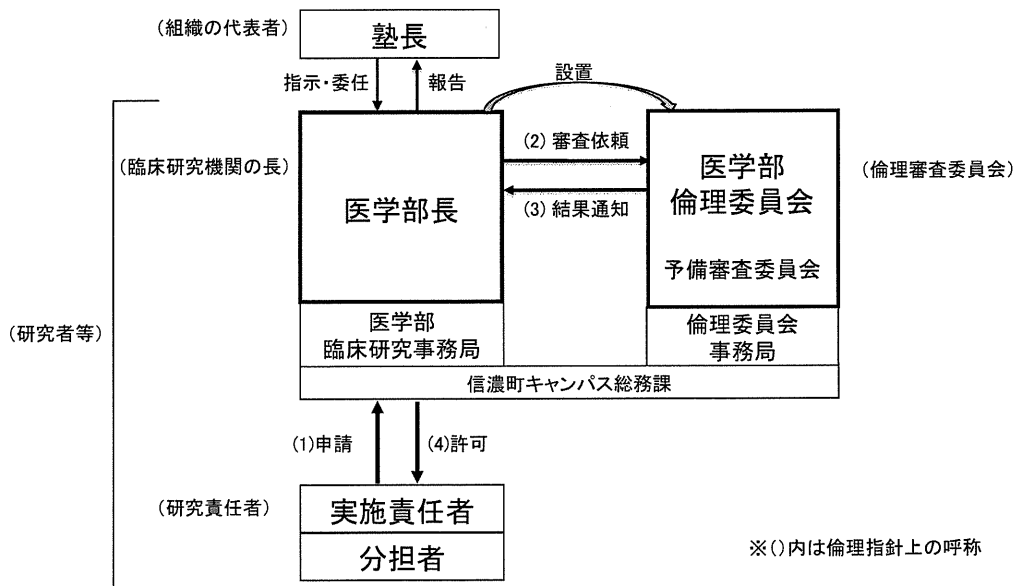 (組織の代表者)
塾長
指示・委任
報告
設置
(臨床研究機関の長)
医学部長
(2) 審査依頼
(3) 結果通知
医学部
倫理委員会
予備審査委員会
(倫理審査委員会)
(研究者等)
医学部
臨床研究事務局
倫理委員会
事務局
信濃町キャンパス総務課
(1)申請
(4)許可
(研究責任者)
実施責任者
分担者
※()内は倫理指針上の呼称